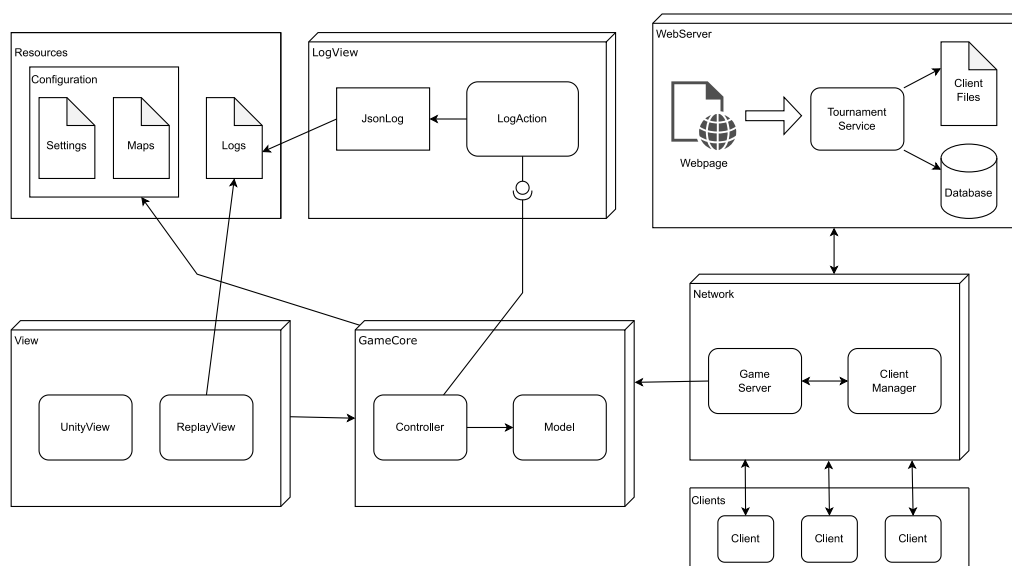 Resources
Configuration
Settings
Maps
Logs
LogView
JsonLog
LogAction
WebServer
Webpage
Tournament
Service
Client
Files
Database
View
UnityView
ReplayView
GameCore
Controller
Model
Network
Game
Server
Client
Manager
Clients
Client
Client
Client